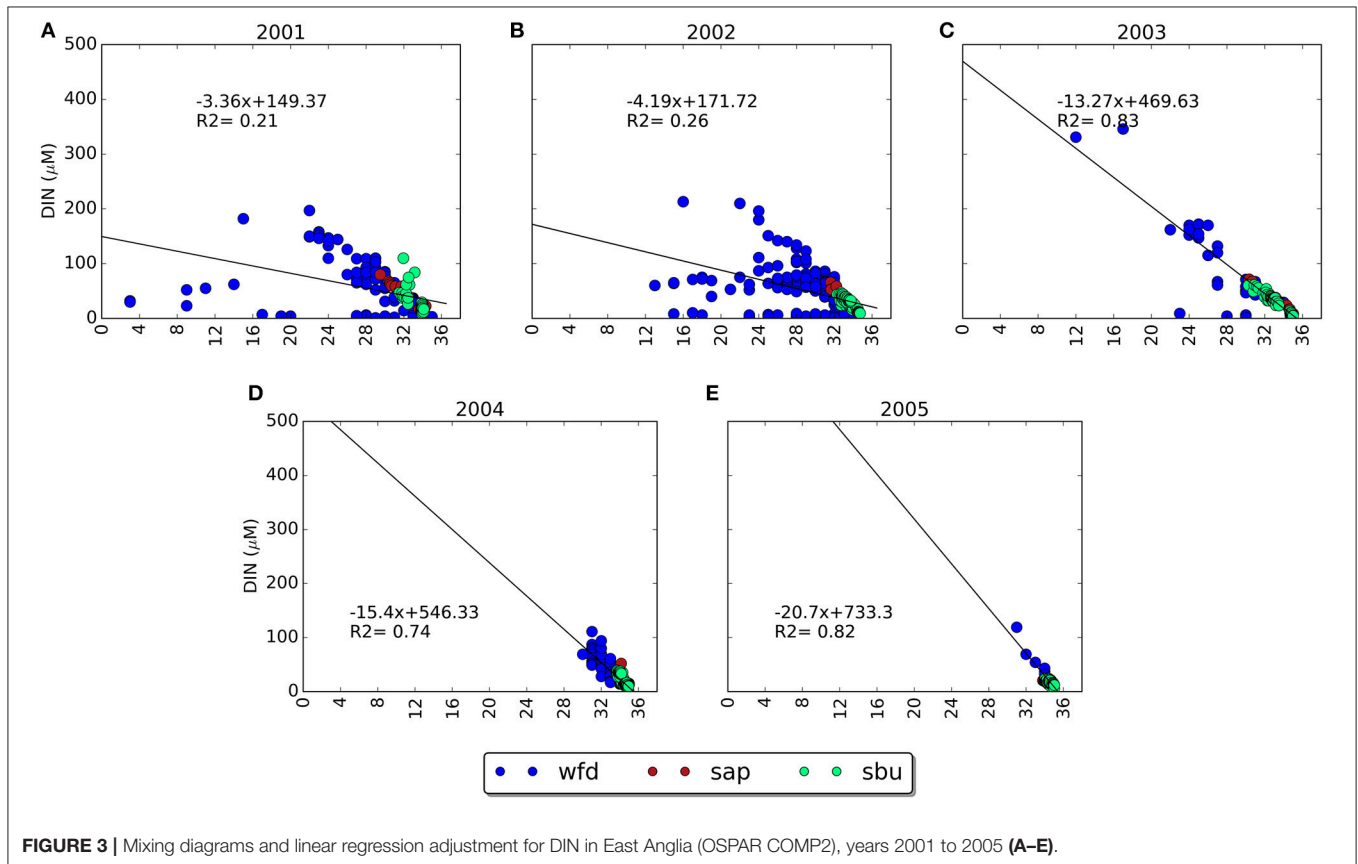 A 2001
B 2002
C 2003
500
400
300
200
100
0
DIN (μM)
-3.36x+149.37
R2= 0.21
-4.19x+171.72
R2= 0.26
-13.27x+469.63
R2= 0.83
0 4 8 12 16 20 24 28 32 36
0 4 8 12 16 20 24 28 32 36
0 4 8 12 16 20 24 28 32 36
D 2004
E 2005
500
400
300
200
100
0
DIN (μM)
-15.4x+546.33
R2= 0.74
-20.7x+733.3
R2= 0.82
0 4 8 12 16 20 24 28 32 36
0 4 8 12 16 20 24 28 32 36
wfd sap sbu
FIGURE 3 | Mixing diagrams and linear regression adjustment for DIN in East Anglia (OSPAR COMP2), years 2001 to 2005 (A–E).